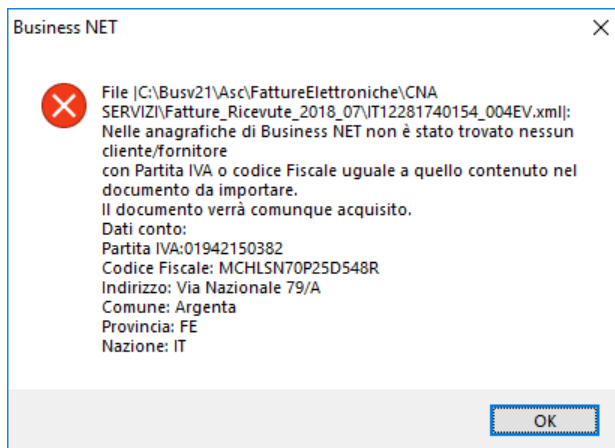 Business NET
File |C:\Busv21\Asc\FattureElettroniche\CNA
SERVIZI\Fatture_Ricevute_2018_07\IT12281740154_004EV.xml|:
Nelle anagrafiche di Business NET non è stato trovato nessun
cliente/fornitore
con Partita IVA o codice Fiscale uguale a quello contenuto nel
documento da importare.
Il documento verrà comunque acquisito.
Dati conto:
Partita IVA:01942150382
Codice Fiscale: MCHLSN70P25D548R
Indirizzo: Via Nazionale 79/A
Comune: Argenta
Provincia: FE
Nazione: IT
OK